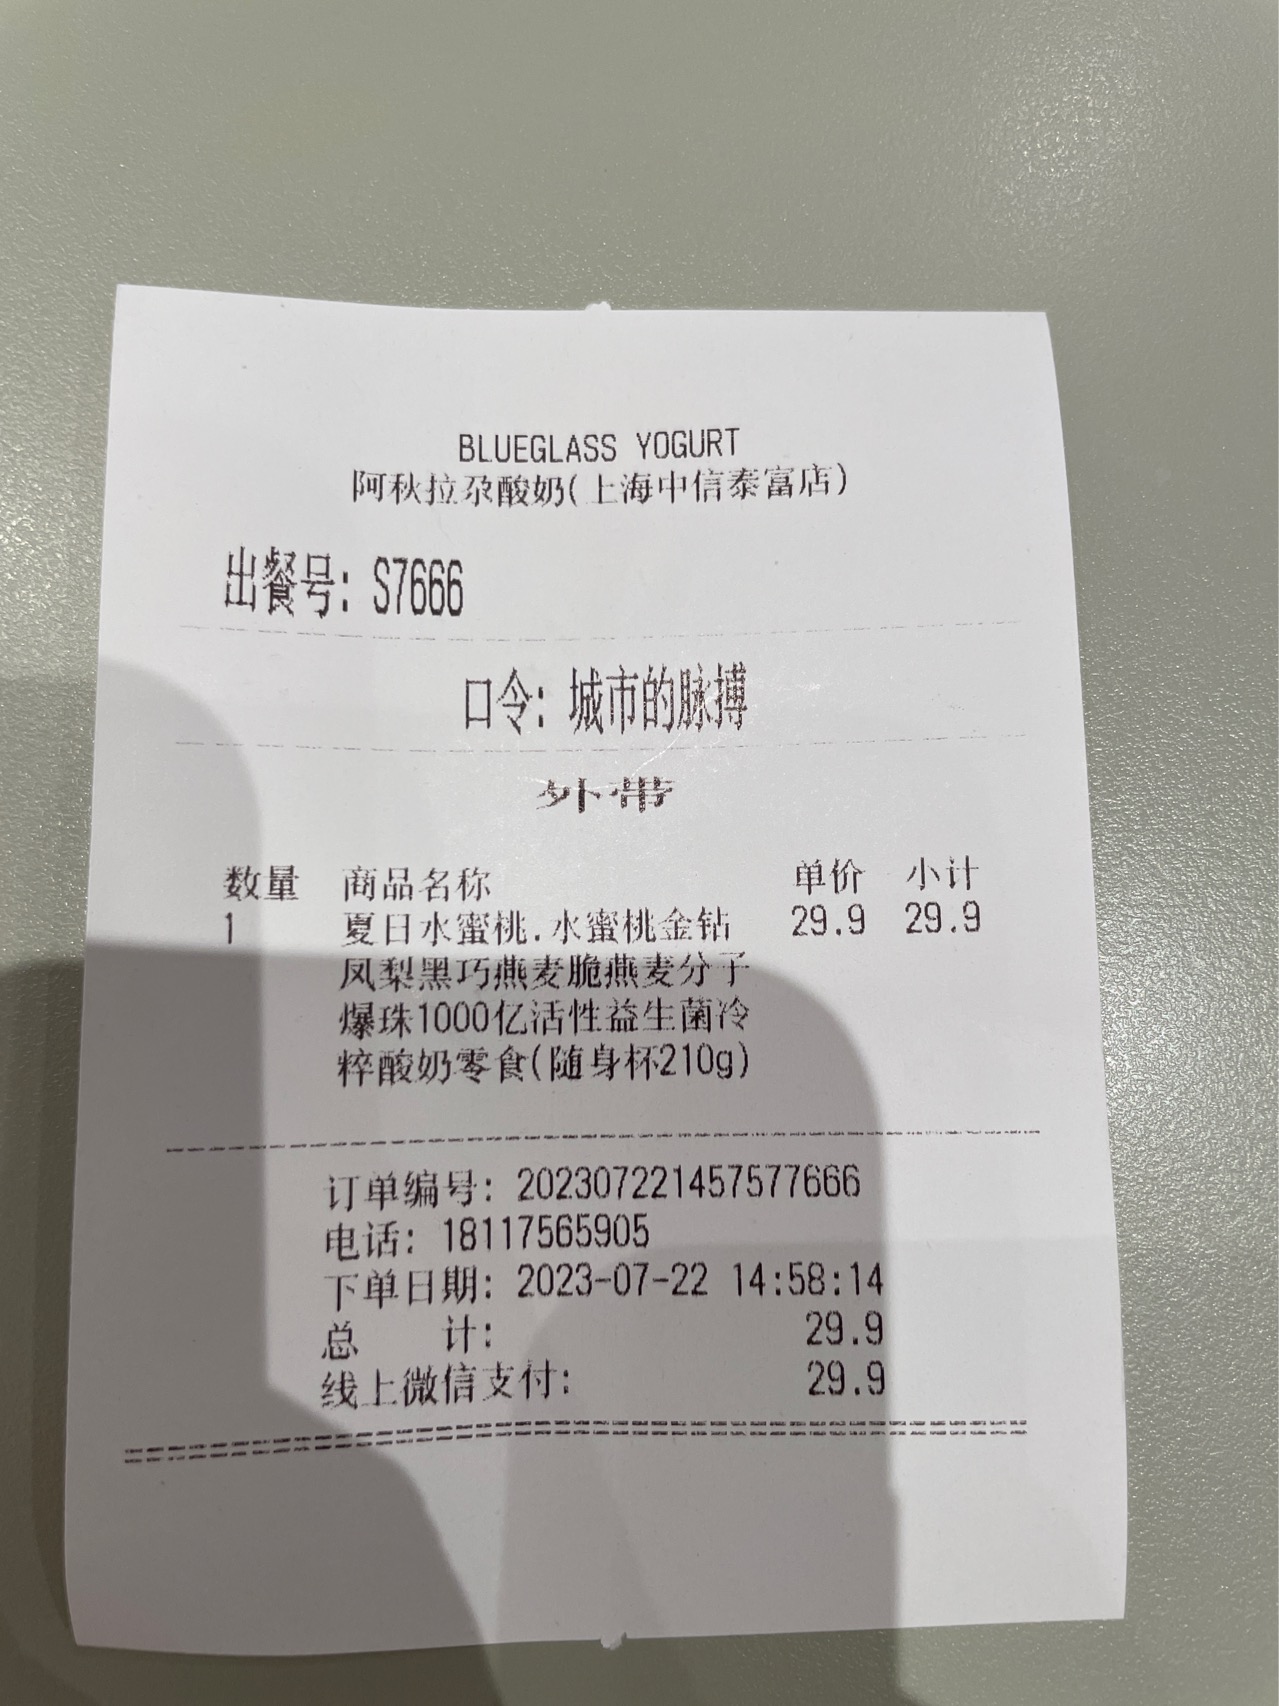 BLUEGLASS YOGURT
阿秋拉尕酸奶(上海中信泰富店)
出餐号: S7666
口令: 城市的脉搏
外带
数量 商品名称 单价 小计
1 夏日水蜜桃.水蜜桃金钻 29.9 29.9
凤梨黑巧燕麦脆燕麦分子
爆珠1000亿活性益生菌冷
粹酸奶零食(随身杯210g)
订单编号: 202307221457577666
电话: 18117565905
下单日期: 2023-07-22 14:58:14
总 计: 29.9
线上微信支付: 29.9